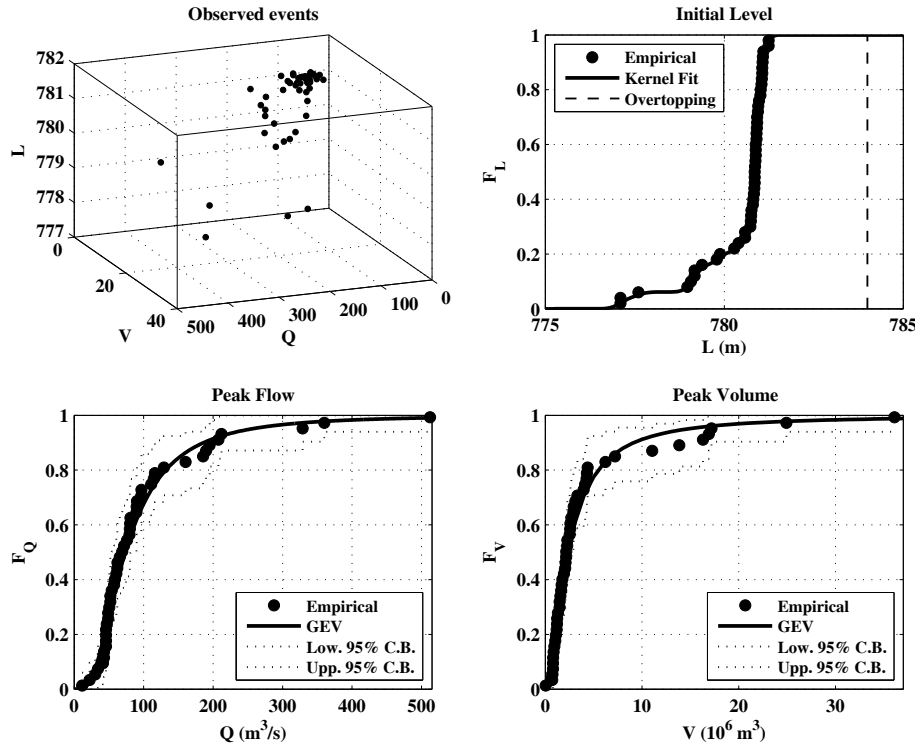 Observed events
782
781
780
779
778
777
L
0
20
40
V
500
400
300
200
100
0
Q
Initial Level
1
0.8
0.6
0.4
0.2
0
F_L
Empirical
Kernel Fit
Overtopping
775
780
785
L (m)
Peak Flow
1
0.8
0.6
0.4
0.2
0
F_Q
Empirical
GEV
Low. 95% C.B.
Upp. 95% C.B.
0
100
200
300
400
500
Q (m^3/s)
Peak Volume
1
0.8
0.6
0.4
0.2
0
F_V
Empirical
GEV
Low. 95% C.B.
Upp. 95% C.B.
0
10
20
30
V (10^6 m^3)